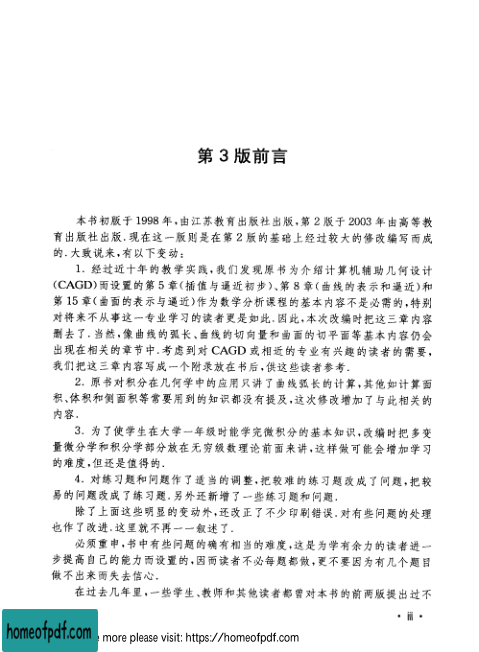 第3版前言
本书初版于1998年,由江苏教育出版社出版,第2版于2003年由高等教
育出版社出版.现在这一版则是在第2版的基础上经过较大的修改编写而成
的.大致说来,有以下变动:
1. 经过近十年的教学实践,我们发现原书为介绍计算机辅助几何设计
(CAGD)而设置的第5章(插值与逼近初步)、第8章(曲线的表示和逼近)和
第15章(曲面的表示与逼近)作为数学分析课程的基本内容不是必需的,特别
对将来不从事这一专业学习的读者更是如此.因此,本次改编时把这三章内容
删去了.当然,像曲线的弧长、曲线的切向量和曲面的切平面等基本内容仍会
出现在相关的章节中.考虑到对CAGD或相近的专业有兴趣的读者的需要,
我们把这三章内容写成一个附录放在书后,供这些读者参考.
2. 原书对积分在几何学中的应用只讲了曲线弧长的计算,其他如计算面
积、体积和侧面积等常要用到的知识都没有提及,这次修改增加了与此相关的
内容.
3. 为了使学生在大学一年级时能学完微积分的基本知识,改编时把多变
量微分学和积分学部分放在无穷级数理论前面来讲,这样做可能会增加学习
的难度,但还是值得的.
4. 对练习题和问题作了适当的调整,把较难的练习题改成了问题,把较
易的问题改成了练习题.另外还新增了一些练习题和问题.
除了上面这些明显的变动外,还改正了不少印刷错误.对有些问题的处理
也作了改进.这里就不再一一叙述了.
必须重申,书中有些问题的确有相当的难度,这是为学有余力的读者进一
步提高自己的能力而设置的,因而读者不必每题都做,更不要因为有几个题目
做不出来而失去信心.
在过去几年里,一些学生、教师和其他读者都曾对本书的前两版提出过不
• iii •
homeofpdf.com
e more please visit: https://homeofpdf.com